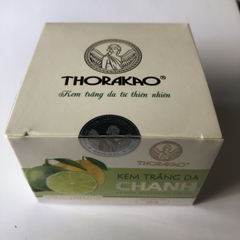 THORAKAO®
Kem trắng da từ thiên nhiên
THORAKAO®
KEM TRẮNG DA
CHANH